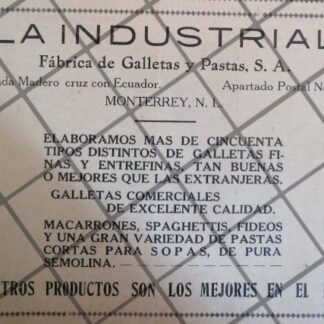 LA INDUSTRIAL
Fábrica de Galletas y Pastas, S. A.
ada Madero cruz con Ecuador. Apartado Postal N
MONTERREY, N. L.
ELABORAMOS MAS DE CINCUENTA
TIPOS DISTINTOS DE GALLETAS FI-
NAS Y ENTREFINAS, TAN BUENAS
O MEJORES QUE LAS EXTRANJERAS.
GALLETAS COMERCIALES
DE EXCELENTE CALIDAD.
MACARRONES, SPAGHETTIS, FIDEOS
Y UNA GRAN VARIEDAD DE PASTAS
CORTAS PARA SOPAS, DE PURA
SEMOLINA.
TROS PRODUCTOS SON LOS MEJORES EN EL